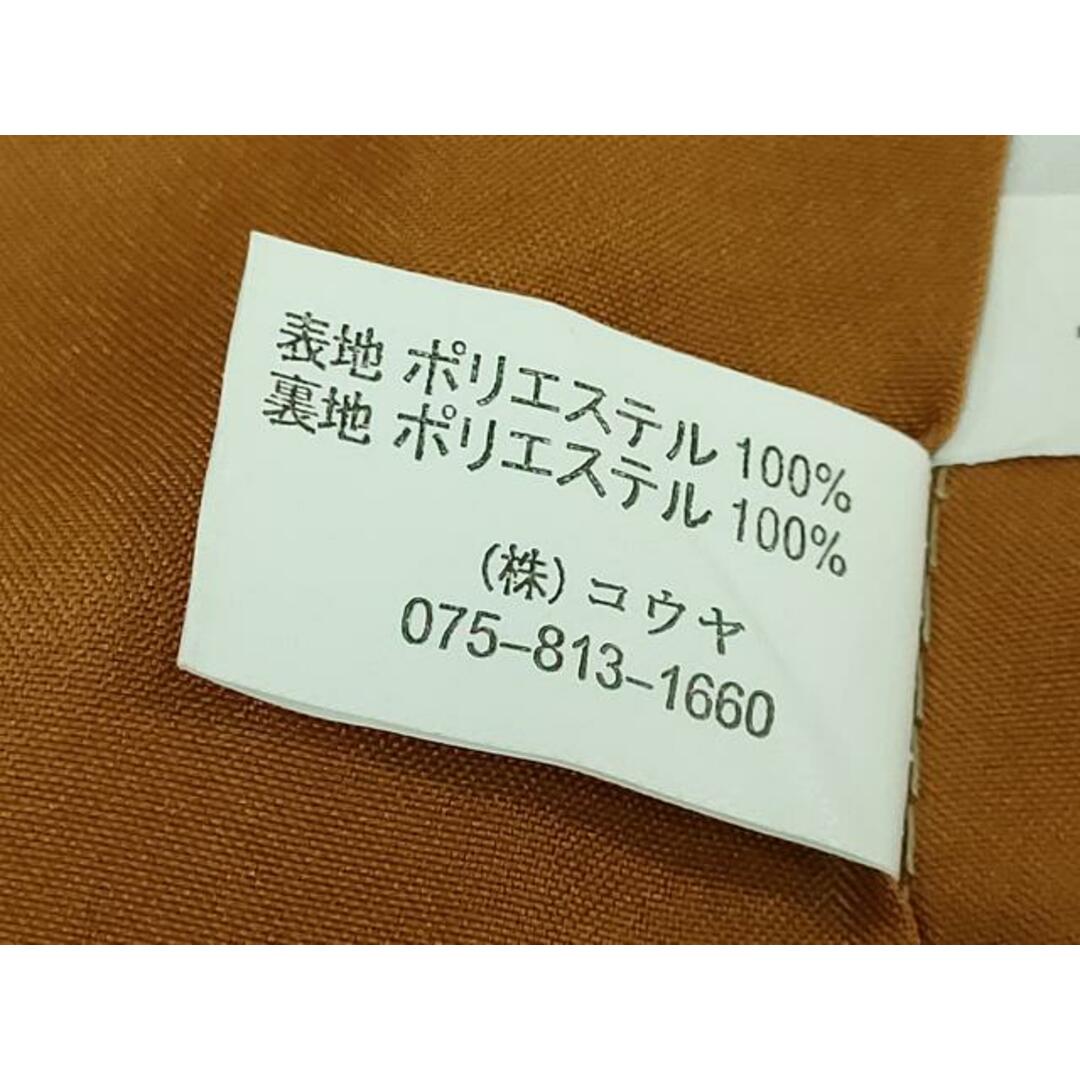 表地 ポリエステル 100%
裏地 ポリエステル 100%
(株) コウヤ
075-813-1660